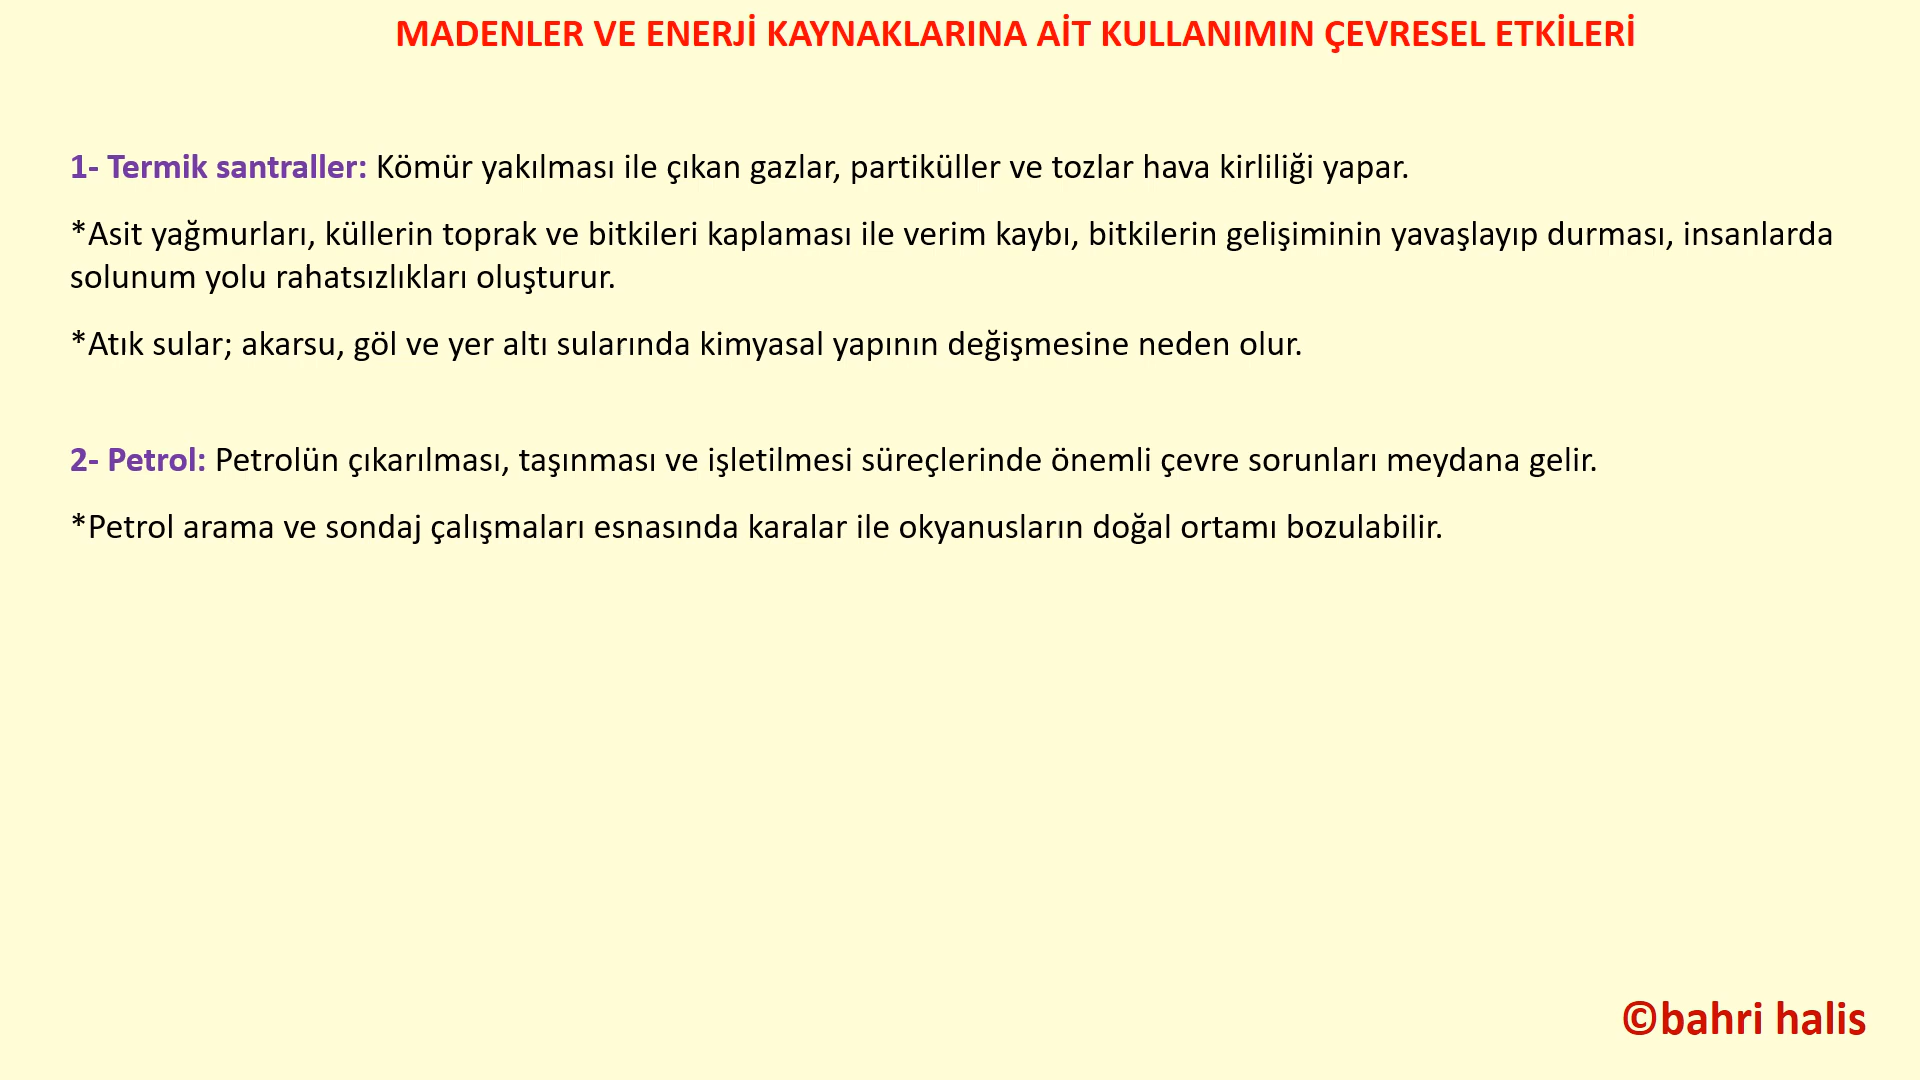 MADENLER VE ENERJİ KAYNAKLARINA AİT KULLANIMIN ÇEVRESEL ETKİLERİ
1- Termik santraller: Kömür yakılması ile çıkan gazlar, partiküller ve tozlar hava kirliliği yapar.
*Asit yağmurları, küllerin toprak ve bitkileri kaplaması ile verim kaybı, bitkilerin gelişiminin yavaşlayıp durması, insanlarda
solunum yolu rahatsızlıkları oluşturur.
*Atık sular; akarsu, göl ve yer altı sularında kimyasal yapının değişmesine neden olur.
2- Petrol: Petrolün çıkarılması, taşınması ve işletilmesi süreçlerinde önemli çevre sorunları meydana gelir.
*Petrol arama ve sondaj çalışmaları esnasında karalar ile okyanusların doğal ortamı bozulabilir.
©bahri halis